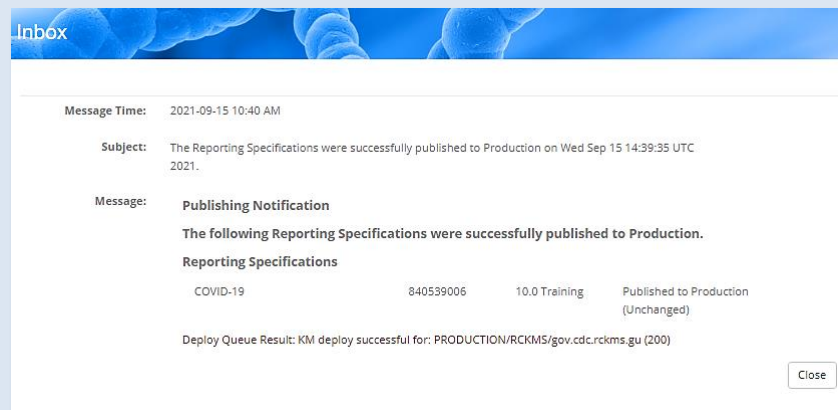 Inbox
Message Time: 2021-09-15 10:40 AM
Subject: The Reporting Specifications were successfully published to Production on Wed Sep 15 14:39:35 UTC
2021.
Message: Publishing Notification
The following Reporting Specifications were successfully published to Production.
Reporting Specifications
COVID-19 840539006 10.0 Training Published to Production
(Unchanged)
Deploy Queue Result: KM deploy successful for: PRODUCTION/RCKMS/gov.cdc.rckms.gu (200)
Close